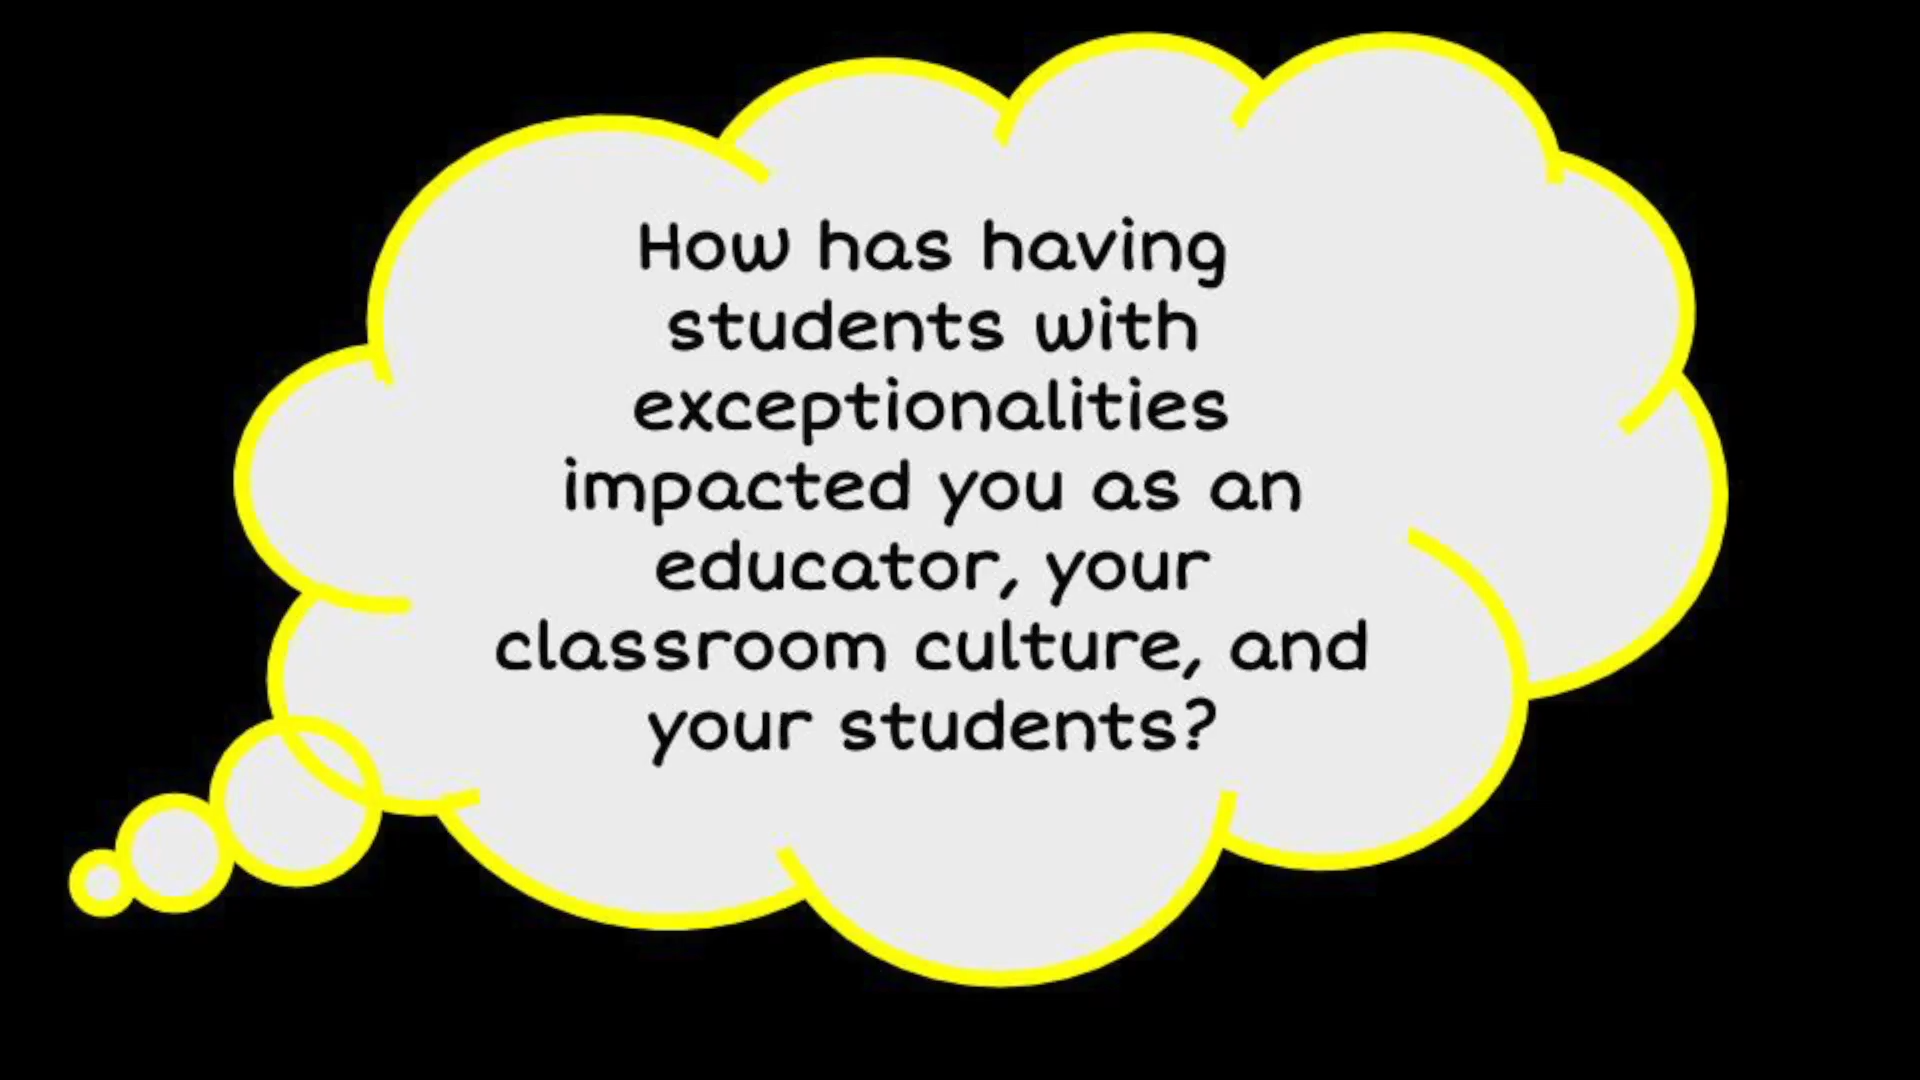 How has having
students with
exceptionalities
impacted you as an
educator, your
classroom culture, and
your students?